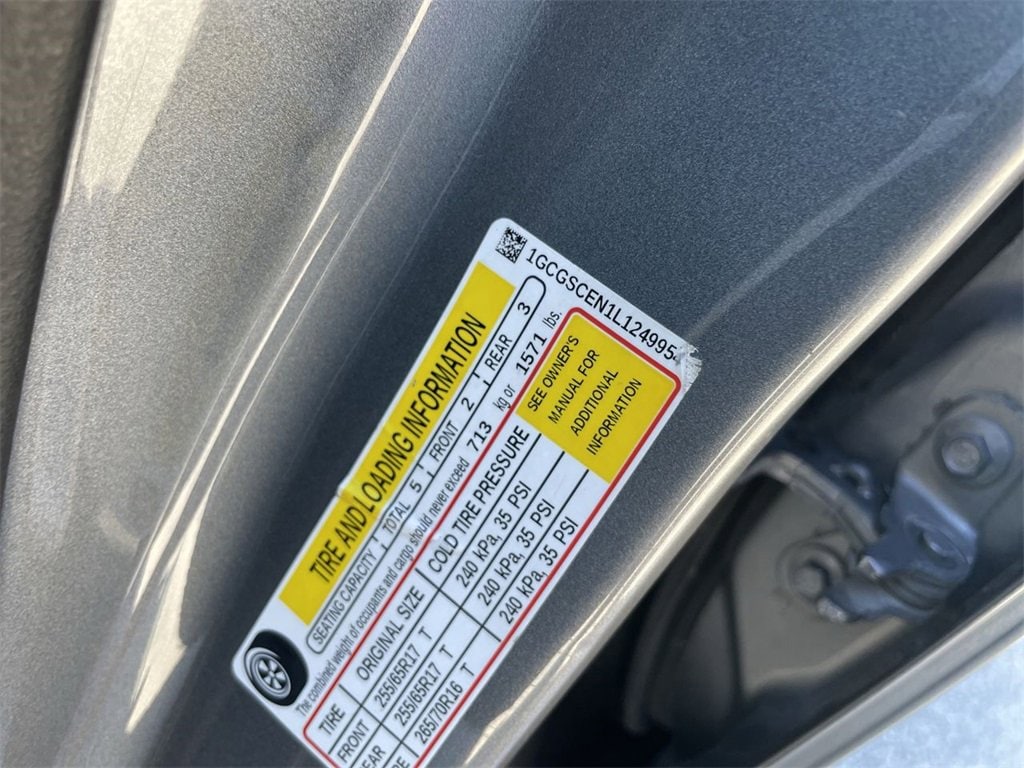 1GCGSCEN1L124995
TIRE AND LOADING INFORMATION
SEATING CAPACITY TOTAL 5 FRONT 2 REAR 3
The combined weight of occupants and cargo should never exceed 713 kg or 1571 lbs.
TIRE ORIGINAL SIZE COLD TIRE PRESSURE
FRONT 255/65R17 T 240 kPa, 35 PSI
255/65R17 T 240 kPa, 35 PSI
265/70R16 T 240 kPa, 35 PSI
SEE OWNER'S
MANUAL FOR
ADDITIONAL
INFORMATION